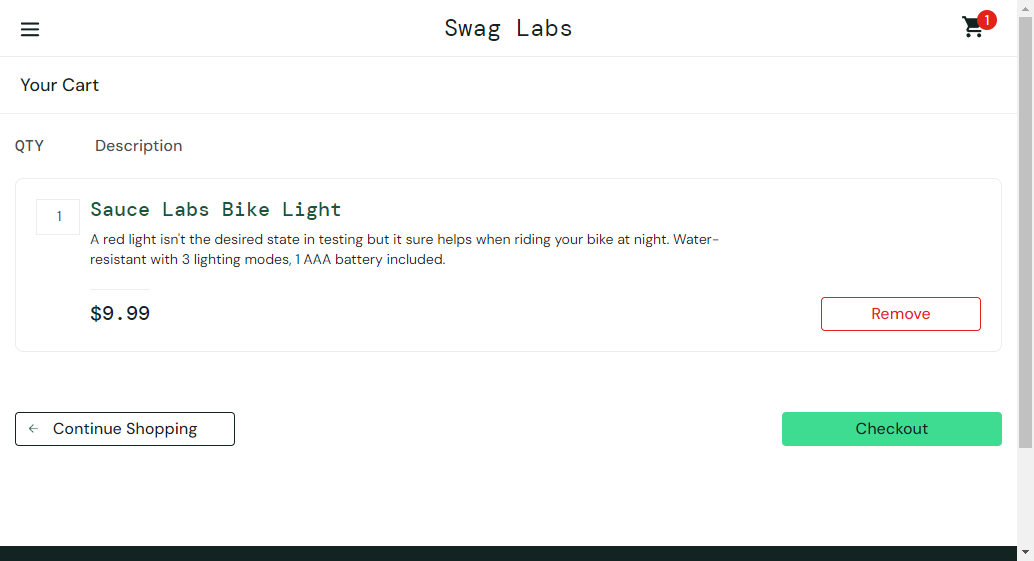 Swag Labs
1
Your Cart
QTY Description
1
Sauce Labs Bike Light
A red light isn't the desired state in testing but it sure helps when riding your bike at night. Water-
resistant with 3 lighting modes, 1 AAA battery included.
$9.99
Remove
Continue Shopping
Checkout